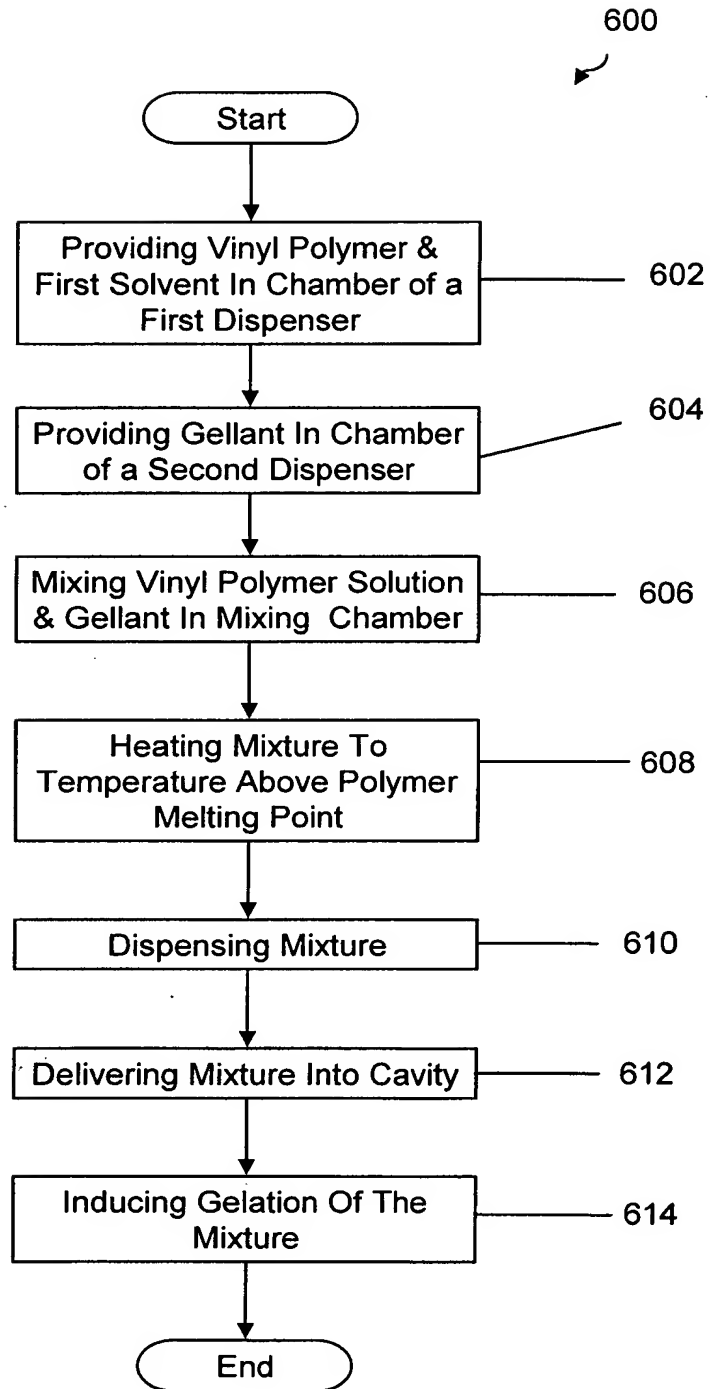 600
Start
Providing Vinyl Polymer &
First Solvent In Chamber of a
First Dispenser
602
Providing Gellant In Chamber
of a Second Dispenser
604
Mixing Vinyl Polymer Solution
& Gellant In Mixing Chamber
606
Heating Mixture To
Temperature Above Polymer
Melting Point
608
Dispensing Mixture
610
Delivering Mixture Into Cavity
612
Inducing Gelation Of The
Mixture
614
End